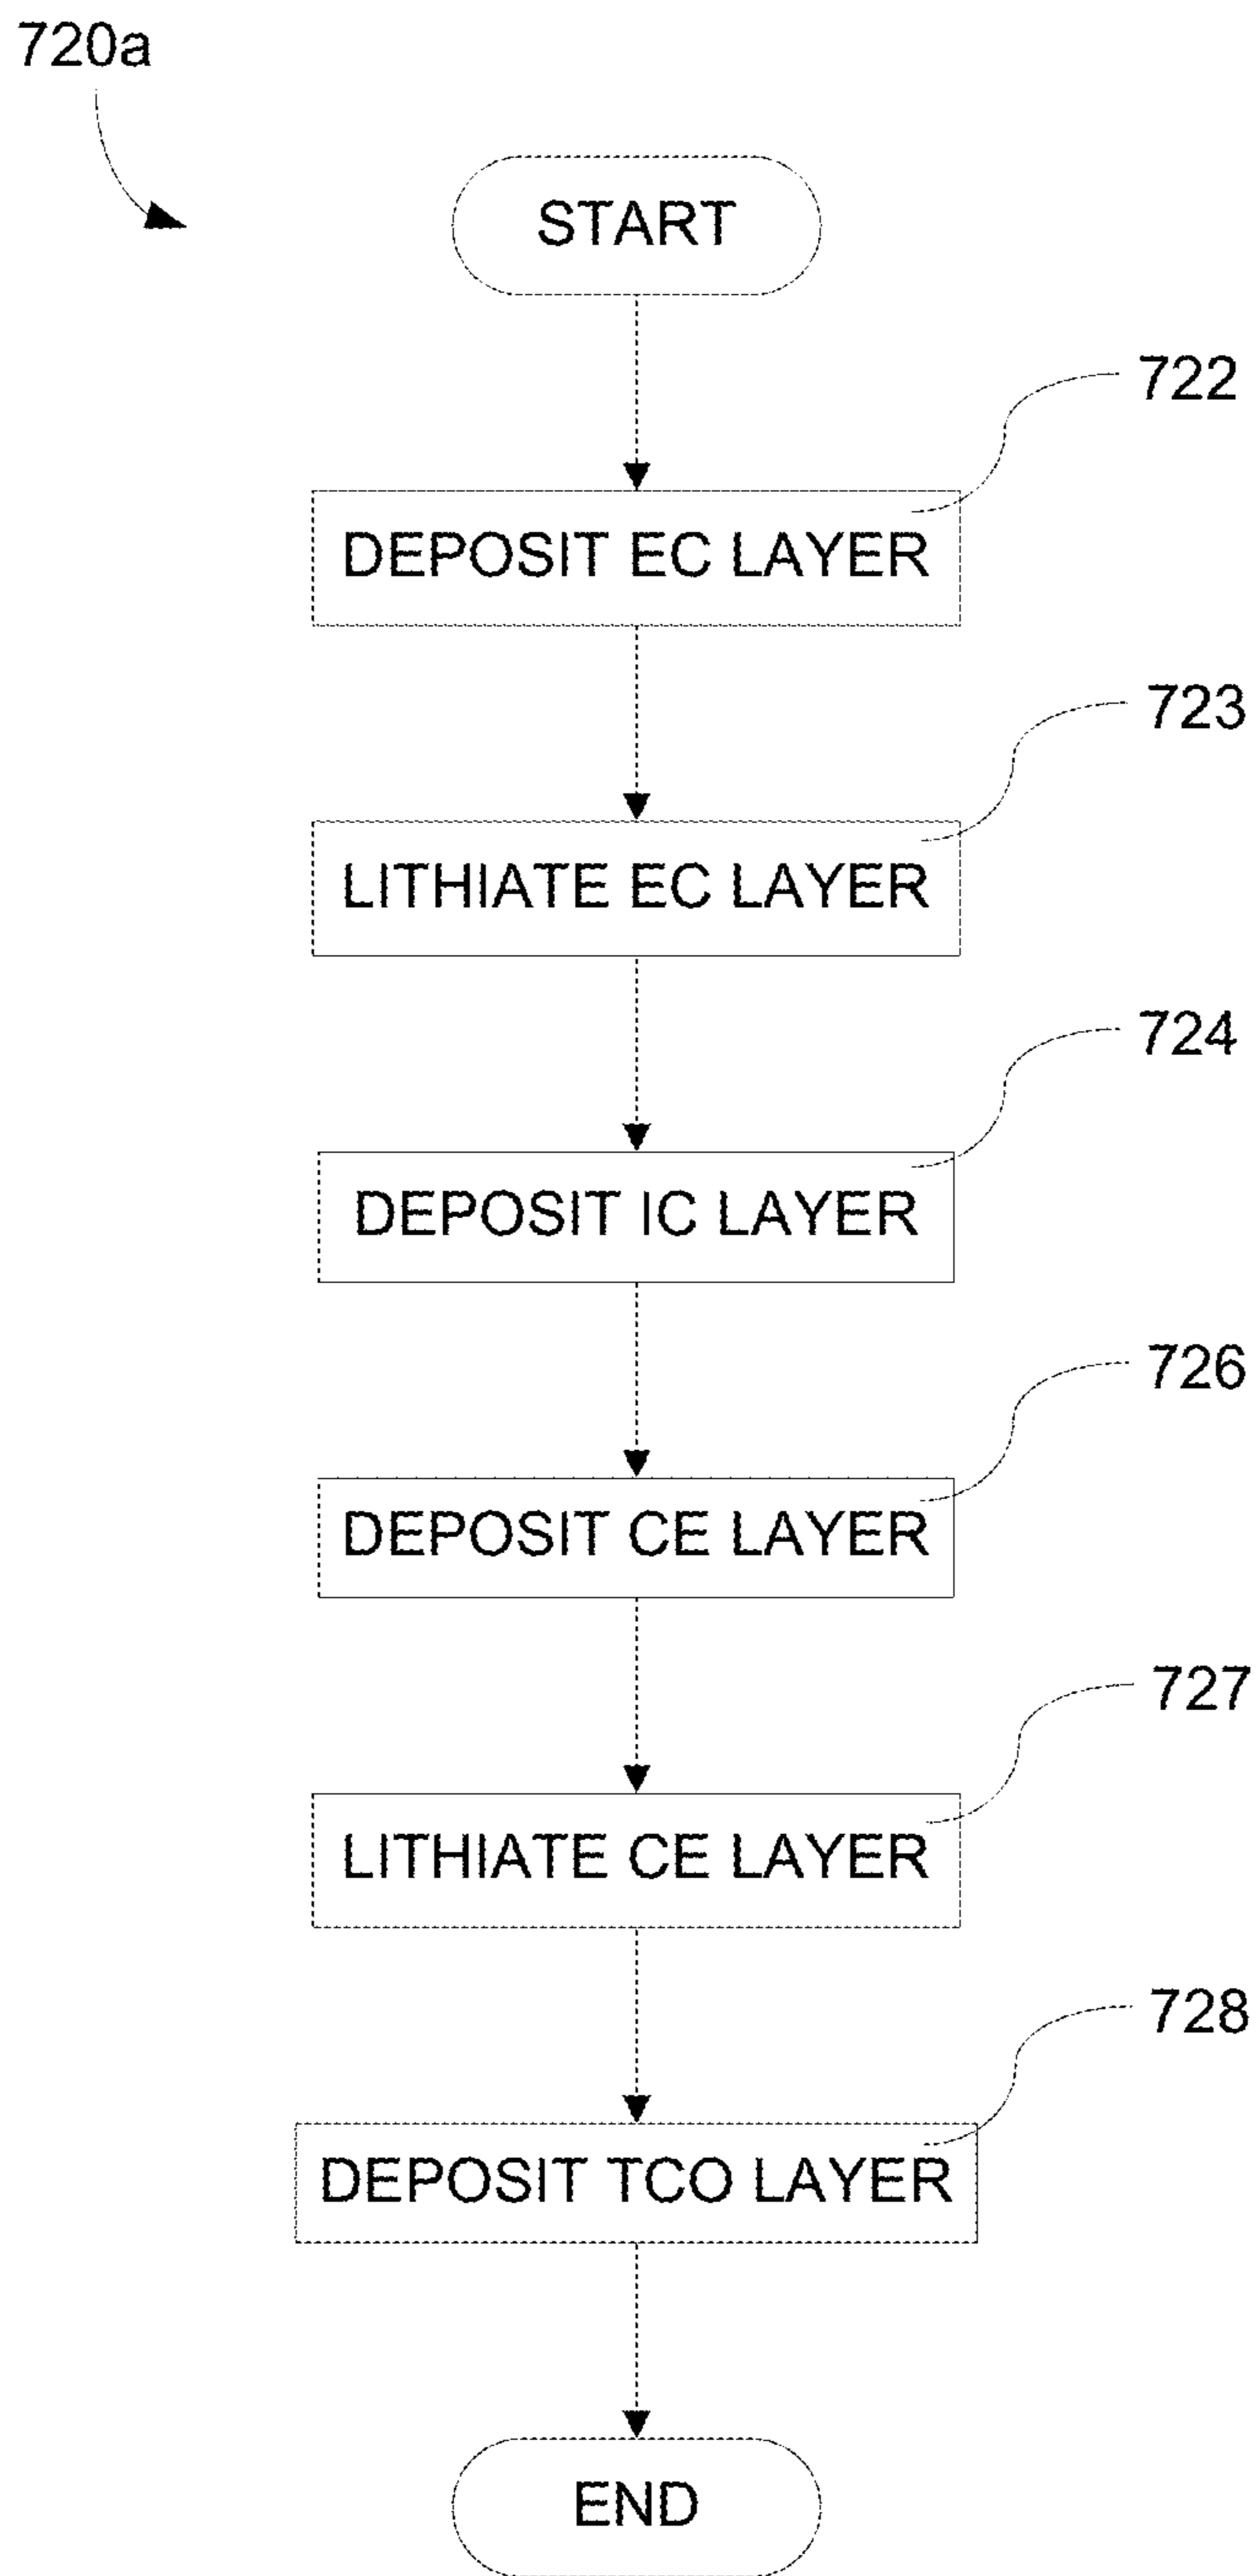 720a
START
722
DEPOSIT EC LAYER
723
LITHIATE EC LAYER
724
DEPOSIT IC LAYER
726
DEPOSIT CE LAYER
727
LITHIATE CE LAYER
728
DEPOSIT TCO LAYER
END